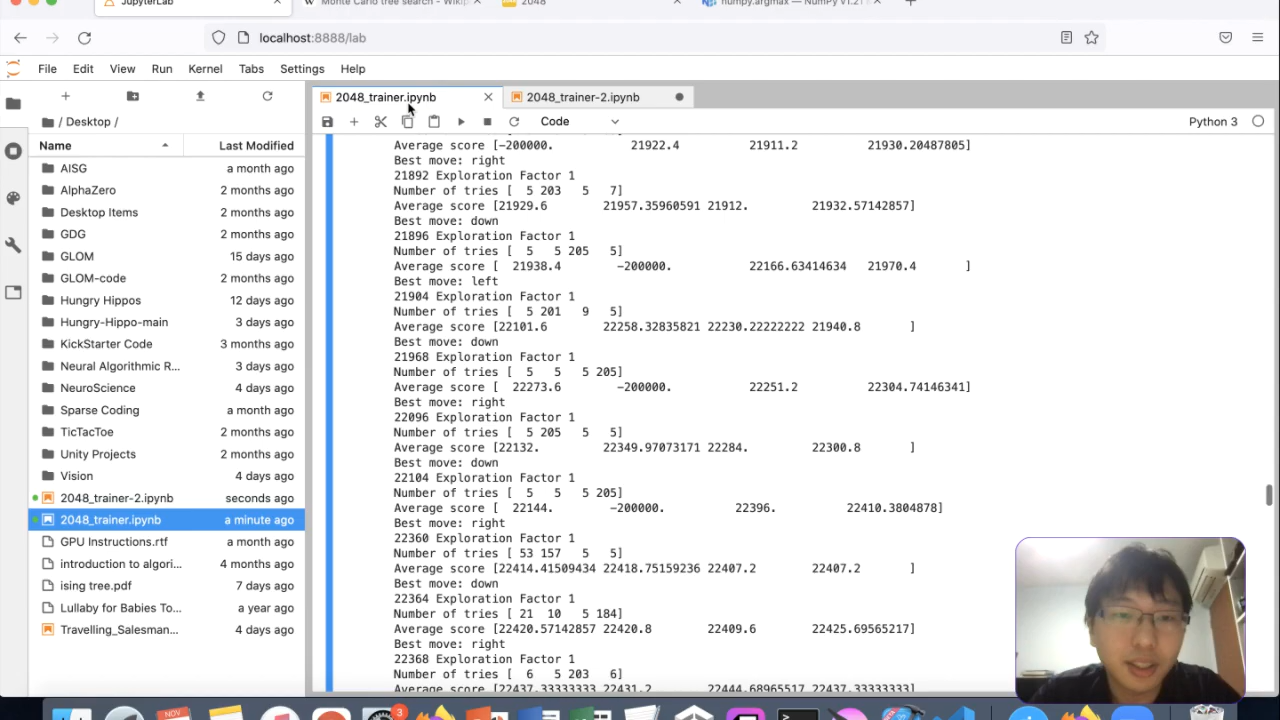 JupyterLab
Monte Carlo tree search - Wikip
2048
numpy.argmax — NumPy v1.21
localhost:8888/lab
File Edit View Run Kernel Tabs Settings Help
2048_trainer.ipynb
2048_trainer-2.ipynb
/ Desktop /
Code
Python 3
Name Last Modified
AISG a month ago
AlphaZero 2 months ago
Desktop Items 2 months ago
GDG 2 months ago
GLOM 15 days ago
GLOM-code 2 months ago
Hungry Hippos 12 days ago
Hungry-Hippo-main 3 days ago
KickStarter Code 3 months ago
Neural Algorithmic R... 3 days ago
NeuroScience 4 days ago
Sparse Coding a month ago
TicTacToe 2 months ago
Unity Projects 2 months ago
Vision 4 days ago
2048_trainer-2.ipynb seconds ago
2048_trainer.ipynb a minute ago
GPU Instructions.rtf a month ago
introduction to algori... 4 months ago
ising tree.pdf 7 days ago
Lullaby for Babies To... a year ago
Travelling_Salesman... 4 days ago
Average score [-200000. 21922.4 21911.2 21930.20487805]
Best move: right
21892 Exploration Factor 1
Number of tries [ 5 203 5 7]
Average score [21929.6 21957.35960591 21912. 21932.57142857]
Best move: down
21896 Exploration Factor 1
Number of tries [ 5 5 205 5]
Average score [ 21938.4 -200000. 22166.63414634 21970.4 ]
Best move: left
21904 Exploration Factor 1
Number of tries [ 5 201 9 5]
Average score [22101.6 22258.32835821 22230.22222222 21940.8 ]
Best move: down
21968 Exploration Factor 1
Number of tries [ 5 5 5 205]
Average score [ 22273.6 -200000. 22251.2 22304.74146341]
Best move: right
22096 Exploration Factor 1
Number of tries [ 5 205 5 5]
Average score [22132. 22349.97073171 22284. 22300.8 ]
Best move: down
22104 Exploration Factor 1
Number of tries [ 5 5 5 205]
Average score [ 22144. -200000. 22396. 22410.3804878]
Best move: right
22360 Exploration Factor 1
Number of tries [ 53 157 5 5]
Average score [22414.41509434 22418.75159236 22407.2 22407.2 ]
Best move: down
22364 Exploration Factor 1
Number of tries [ 21 10 5 184]
Average score [22420.57142857 22420.8 22409.6 22425.69565217]
Best move: right
22368 Exploration Factor 1
Number of tries [ 6 5 203 6]
Average score [22437.33333333 22431.2 22444.68965517 22437.33333333]
NOV
3